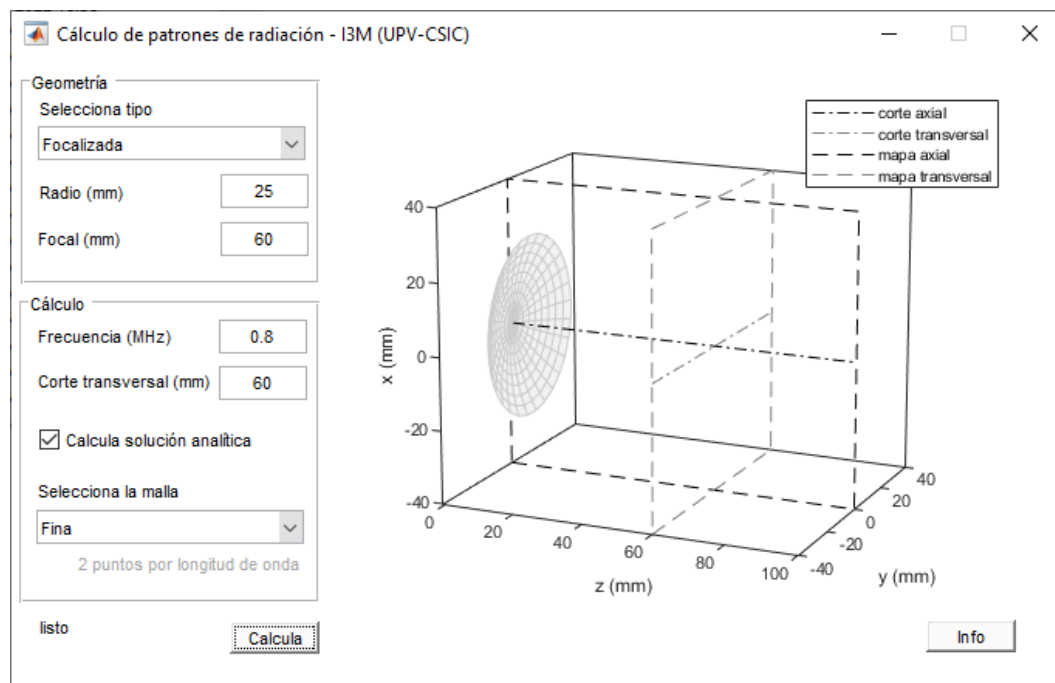 Cálculo de patrones de radiación - I3M (UPV-CSIC)
Geometría
Selecciona tipo
Focalizada
Radio (mm)
25
Focal (mm)
60
Cálculo
Frecuencia (MHz)
0.8
Corte transversal (mm)
60
Calcula solución analítica
Selecciona la malla
Fina
2 puntos por longitud de onda
listo
Calcula
corte axial
corte transversal
mapa axial
mapa transversal
40
20
0
-20
-40
x (mm)
0
20
40
60
80
100
z (mm)
-40
-20
0
20
40
y (mm)
Info